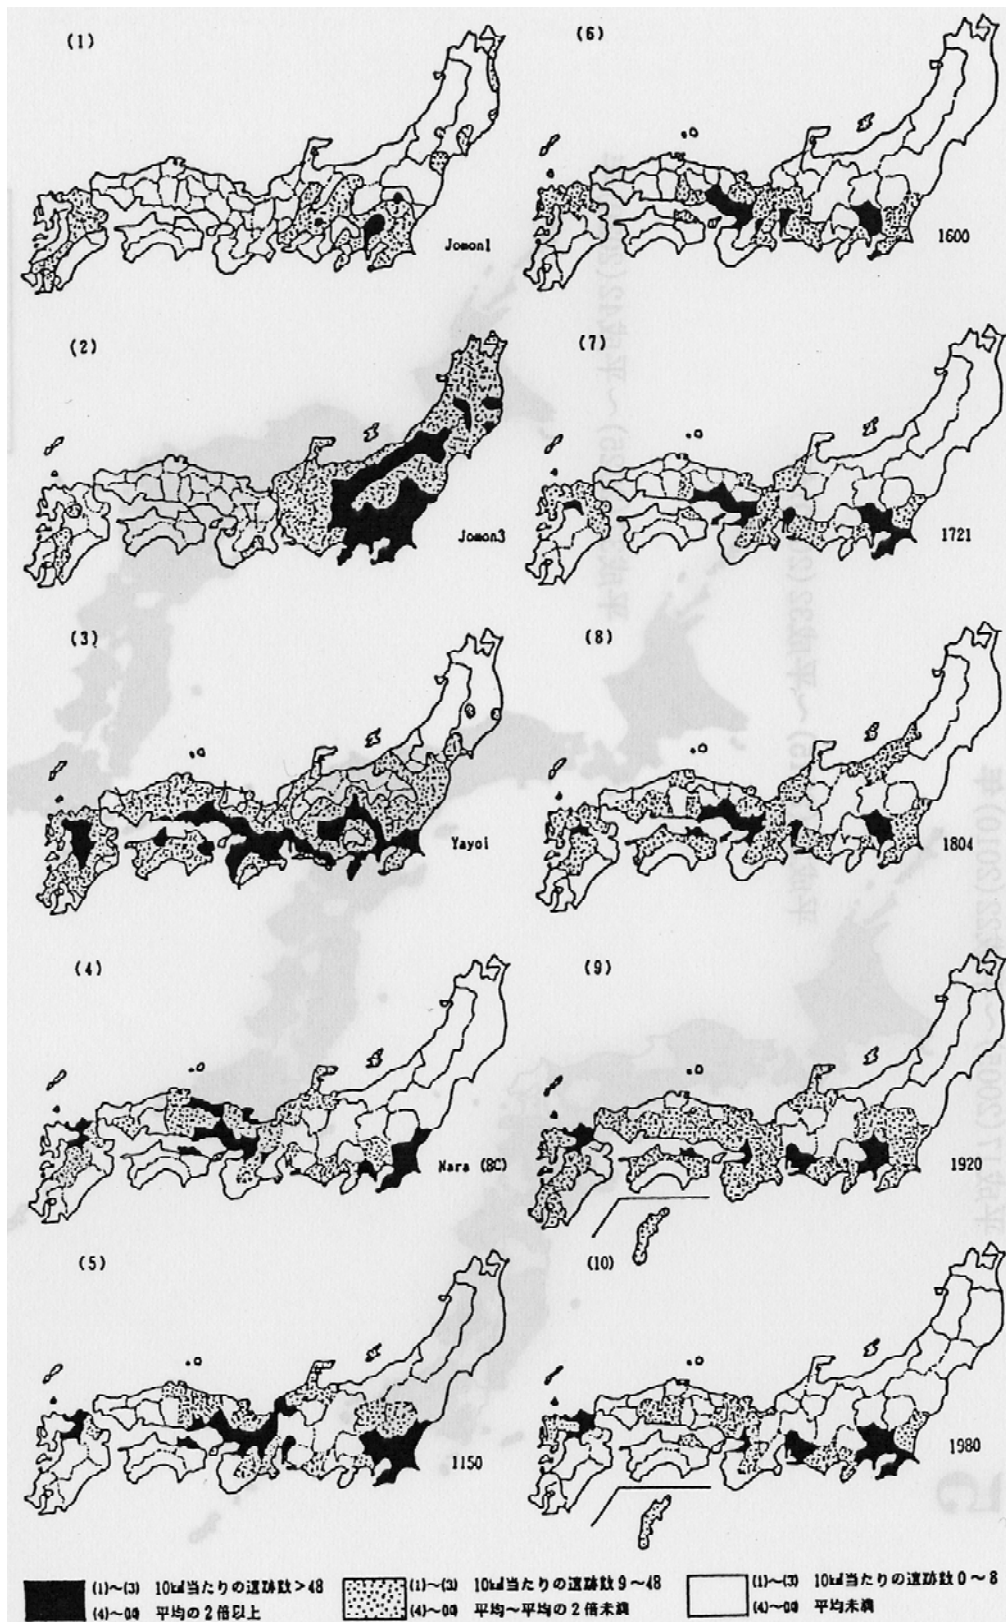 (1)
Jomon1
(2)
Jomon3
(3)
Yayoi
(4)
Nara (8C)
(5)
1150
(6)
1600
(7)
1721
(8)
1804
(9)
1920
(10)
1980
(1)~(3) 10㎢当たりの遺跡数>48
(4)~(10) 平均の2倍以上
(1)~(3) 10㎢当たりの遺跡数9~48
(4)~(10) 平均~平均の2倍未満
(1)~(3) 10㎢当たりの遺跡数0~8
(4)~(10) 平均未満